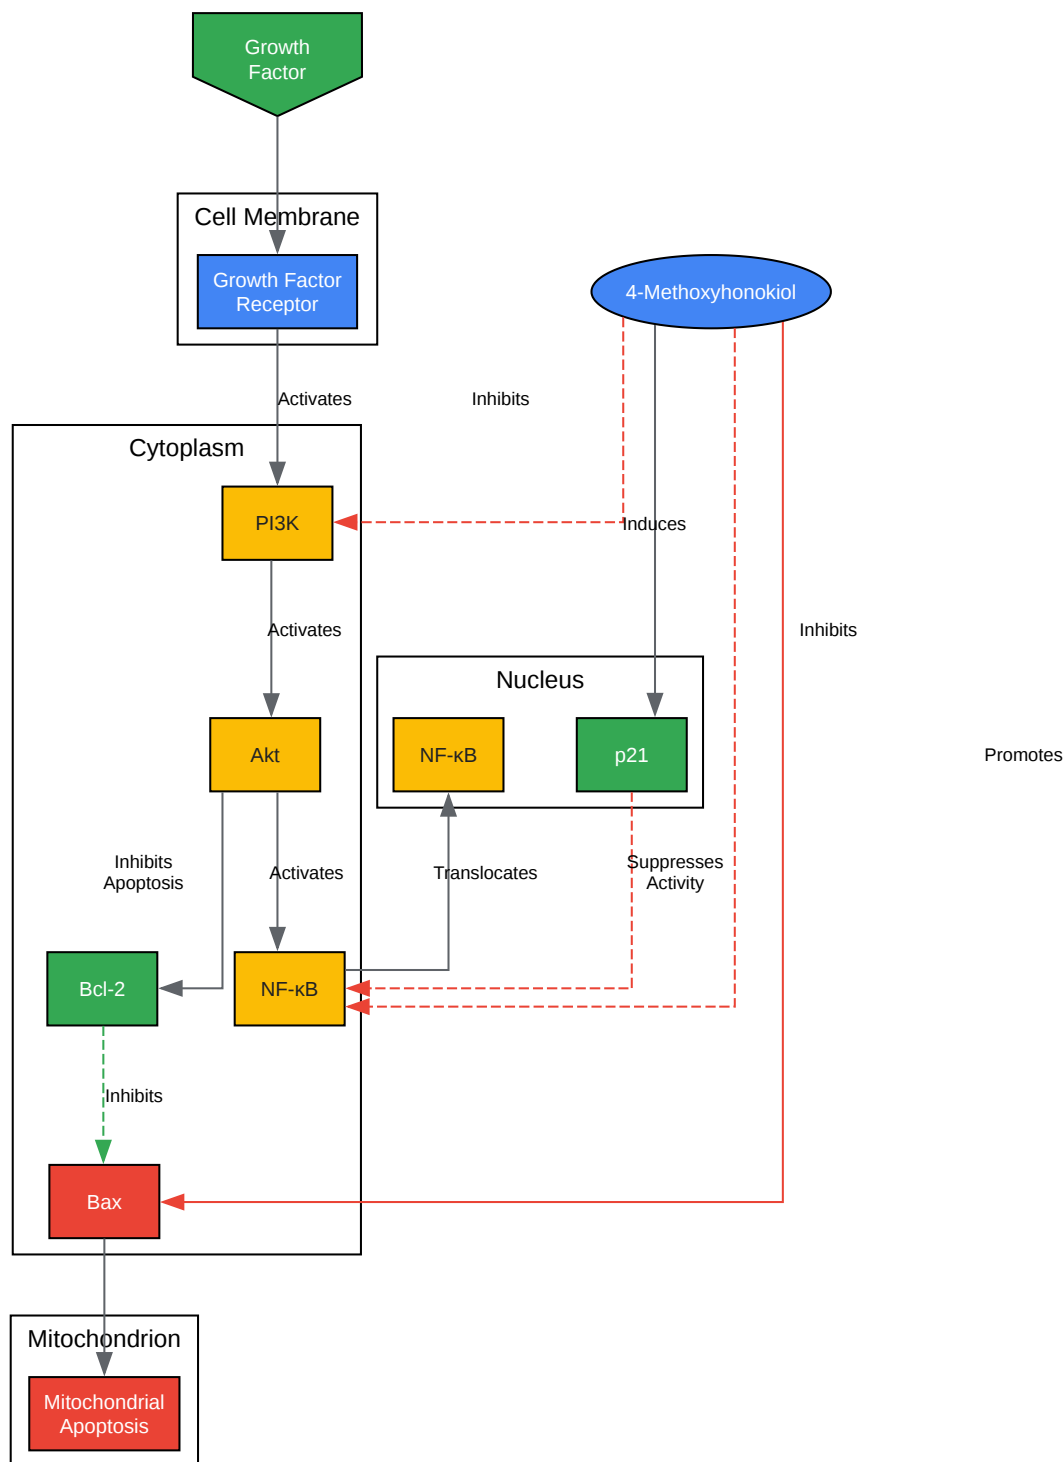 Growth
Factor
Cell Membrane
Growth Factor
Receptor
4-Methoxyhonokiol
Activates
Inhibits
Cytoplasm
PI3K
Induces
Activates
Inhibits
Nucleus
Akt
NF-κB
p21
Promotes
Inhibits
Apoptosis
Activates
Translocates
Suppresses
Activity
Bcl-2
NF-κB
Inhibits
Bax
Mitochondrion
Mitochondrial
Apoptosis